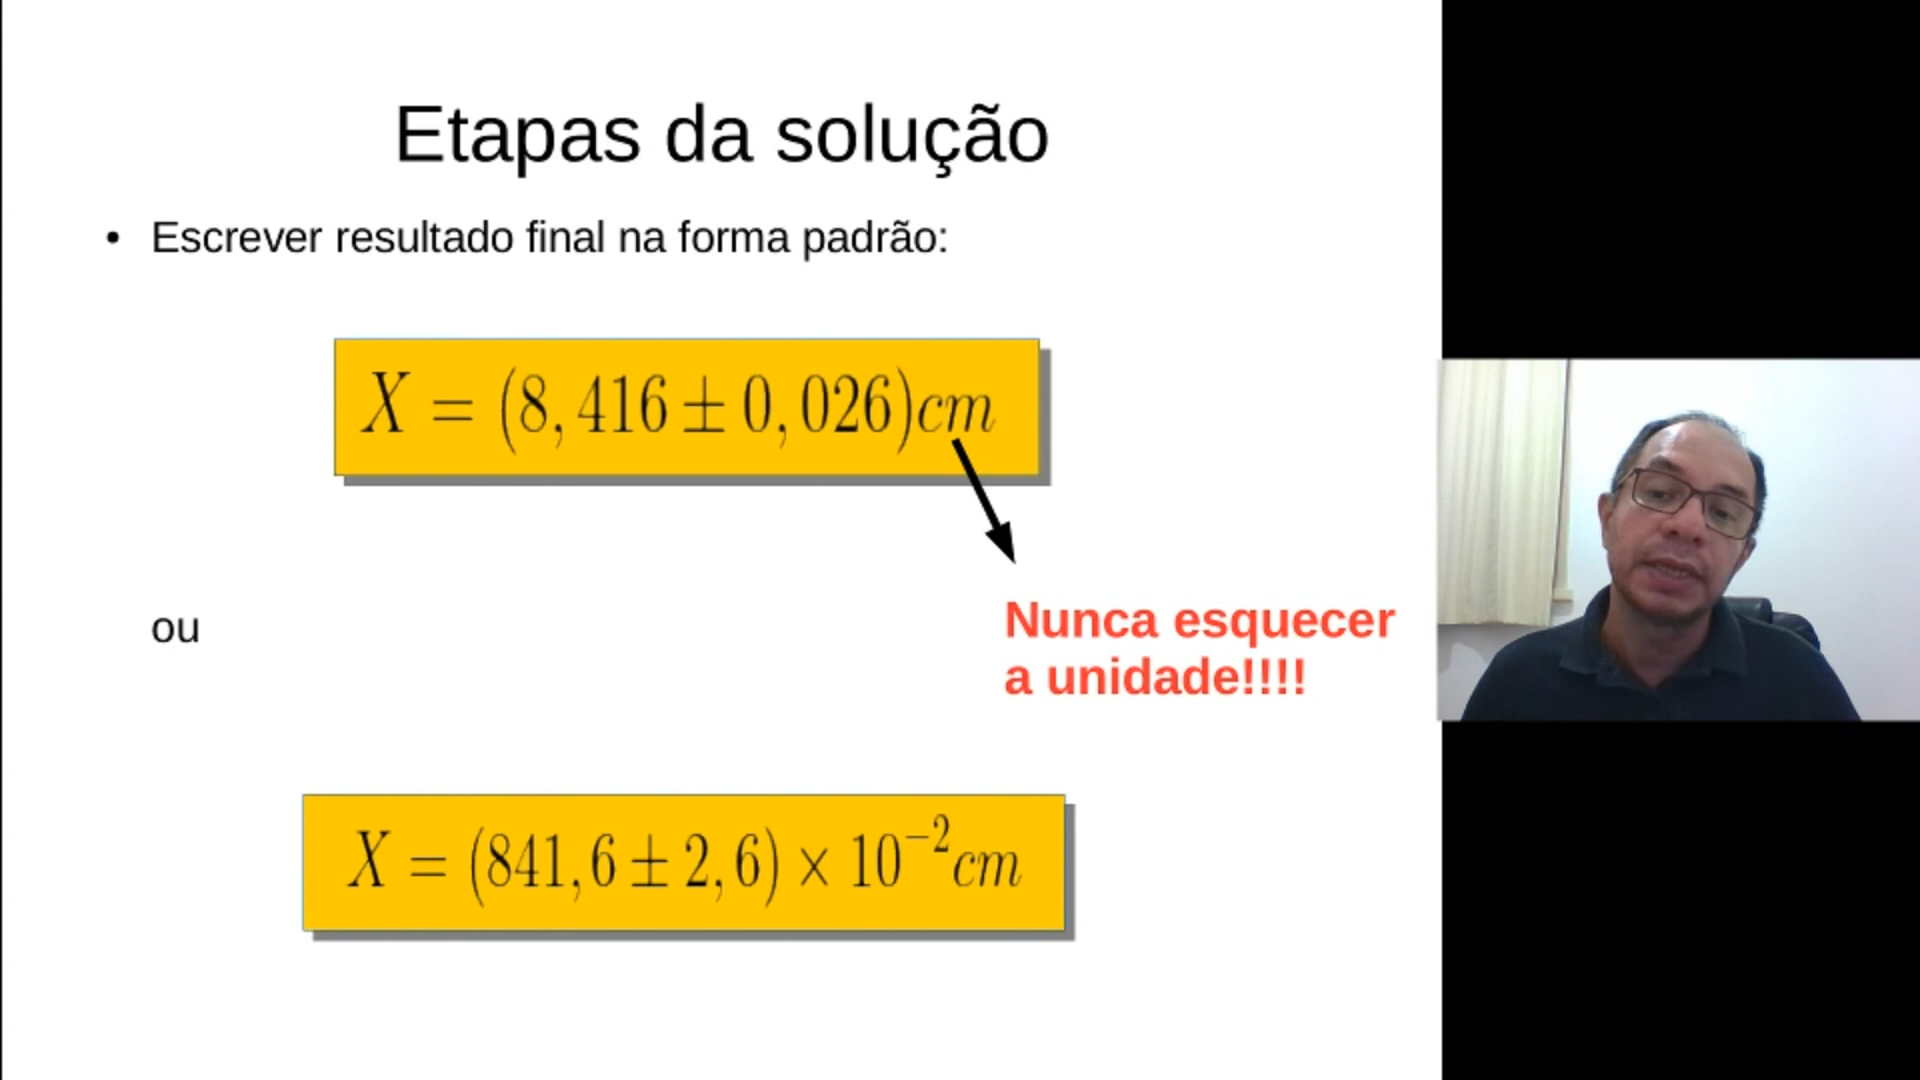 Etapas da solução
• Escrever resultado final na forma padrão:
X = (8, 416 ± 0, 026)cm
Nunca esquecer
a unidade!!!!
ou
X = (841, 6 ± 2, 6) × 10⁻²cm